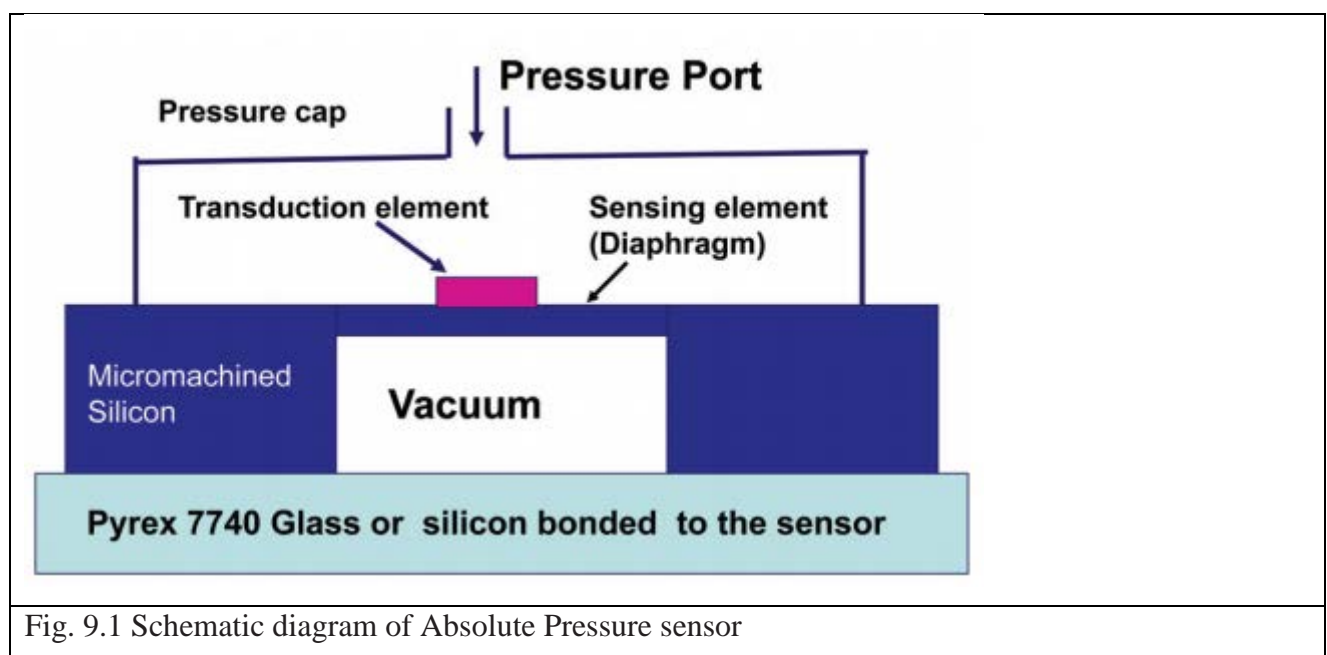 Pressure Port
Pressure cap
Transduction element
Sensing element
(Diaphragm)
Micromachined
Silicon
Vacuum
Pyrex 7740 Glass or silicon bonded to the sensor
Fig. 9.1 Schematic diagram of Absolute Pressure sensor